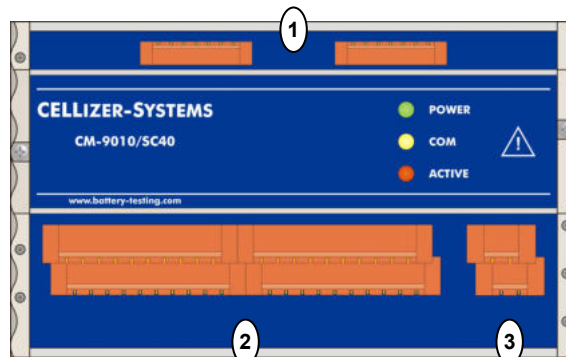 1
CELLIZER-SYSTEMS
CM-9010/SC40
POWER
COM
ACTIVE
www.battery-testing.com
2
3